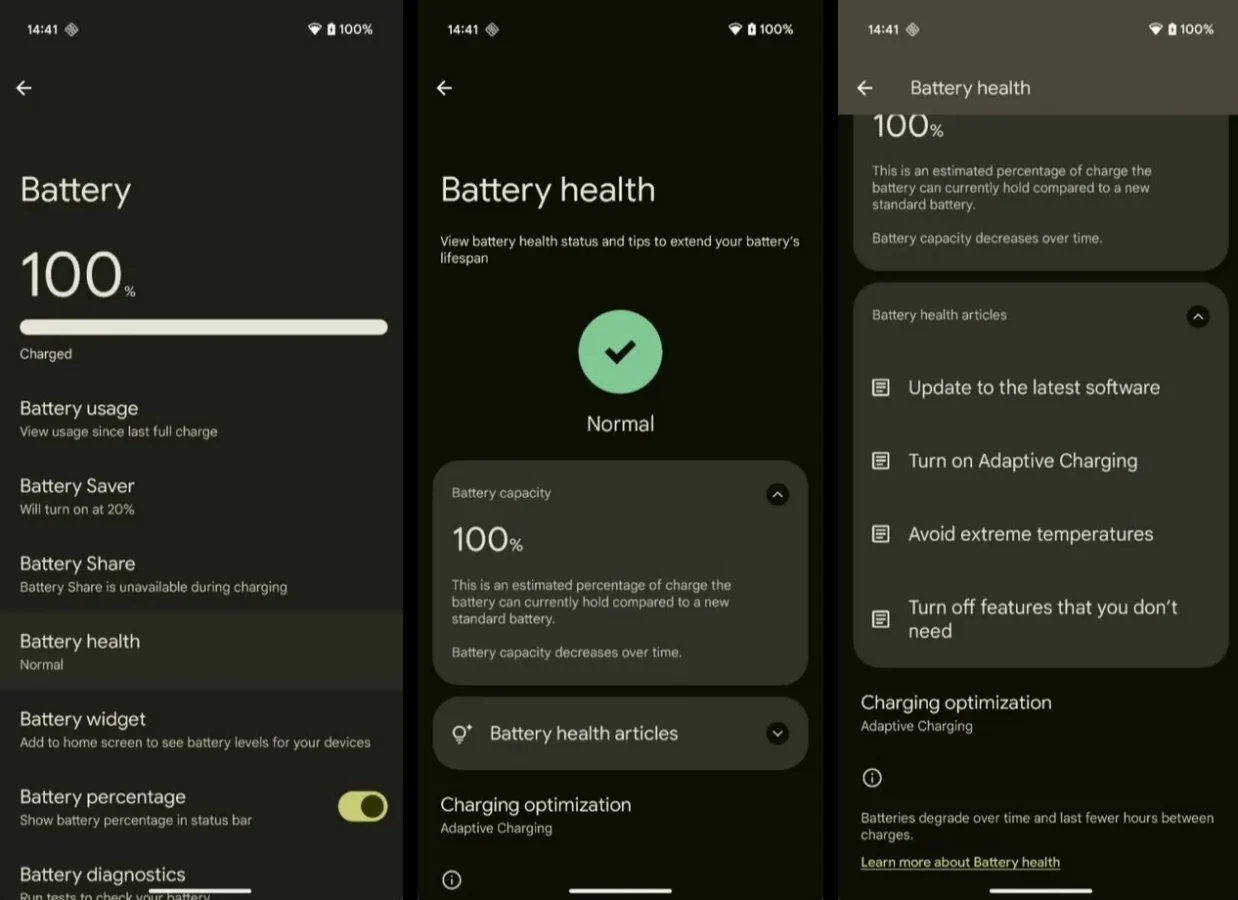 14:41
100%
Battery
100%
Charged
Battery usage
View usage since last full charge
Battery Saver
Will turn on at 20%
Battery Share
Battery Share is unavailable during charging
Battery health
Normal
Battery widget
Add to home screen to see battery levels for your devices
Battery percentage
Show battery percentage in status bar
Battery diagnostics
Run tests to check your battery
14:41
100%
Battery health
View battery health status and tips to extend your battery's
lifespan
Normal
Battery capacity
100%
This is an estimated percentage of charge the
battery can currently hold compared to a new
standard battery.
Battery capacity decreases over time.
Battery health articles
Charging optimization
Adaptive Charging
14:41
100%
Battery health
100%
This is an estimated percentage of charge the
battery can currently hold compared to a new
standard battery.
Battery capacity decreases over time.
Battery health articles
Update to the latest software
Turn on Adaptive Charging
Avoid extreme temperatures
Turn off features that you don't
need
Charging optimization
Adaptive Charging
Batteries degrade over time and last fewer hours between
charges.
Learn more about Battery health